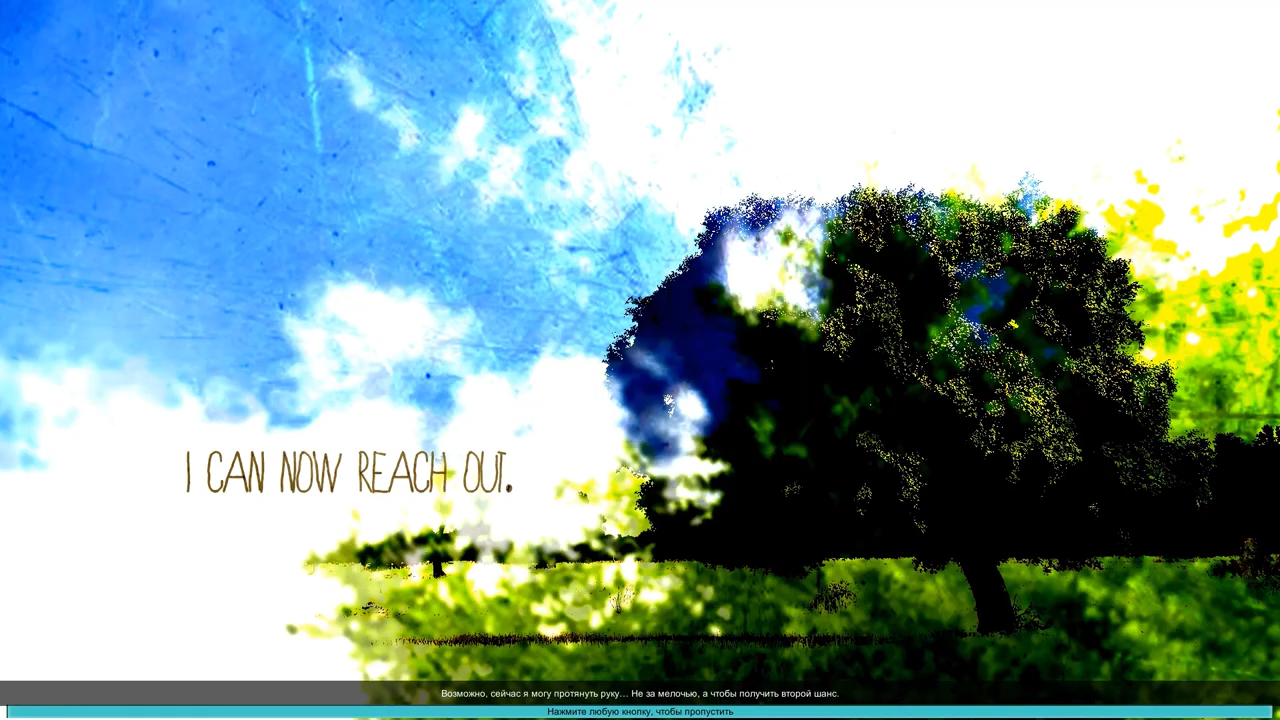 I CAN NOW REACH OUT.
Возможно, сейчас я могу протянуть руку... Не за мелочью, а чтобы получить второй шанс.
Нажмите любую кнопку, чтобы пропустить